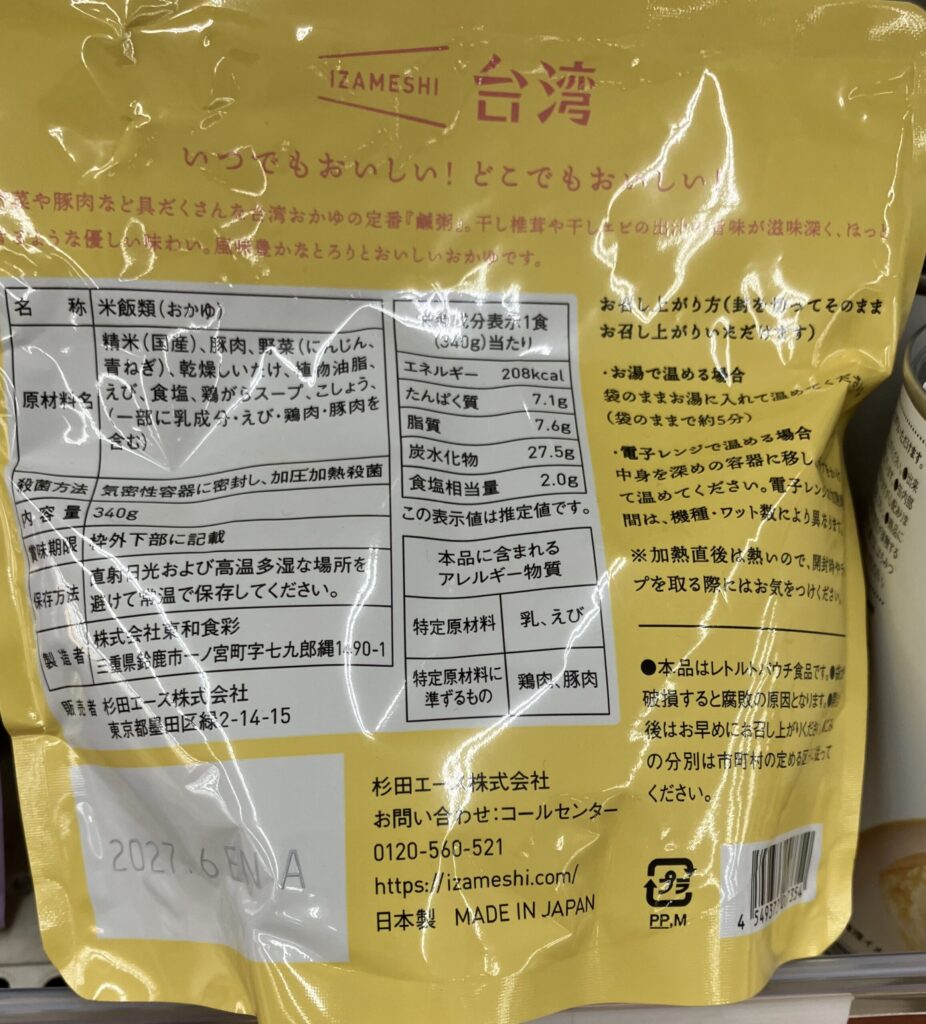 IZAMESHI 台湾
いつでもおいしい! どこでもおいしい!
菜や豚肉など具だくさんな台湾おかゆの定番『鹹粥』。干し椎茸や干しエビの出汁の旨味が滋味深く、ほっと
するような優しい味わい。風味豊かなとろりとおいしいおかゆです。
名 称 米飯類(おかゆ)
原材料名 精米(国産)、豚肉、野菜(にんじん、
青ねぎ)、乾燥しいたけ、植物油脂、
えび、食塩、鶏がらスープ、こしょう、
(一部に乳成分・えび・鶏肉・豚肉を
含む)
殺菌方法 気密性容器に密封し、加圧加熱殺菌
内容量 340g
賞味期限 枠外下部に記載
保存方法 直射日光および高温多湿な場所を
避けて常温で保存してください。
製造者 株式会社東和食彩
三重県鈴鹿市一ノ宮町字七九郎縄1490-1
販売者 杉田エース株式会社
東京都墨田区緑2-14-15
栄養成分表示1食
(340g)当たり
エネルギー 208kcal
たんぱく質 7.1g
脂質 7.6g
炭水化物 27.5g
食塩相当量 2.0g
この表示値は推定値です。
本品に含まれる
アレルギー物質
特定原材料 乳、えび
特定原材料に
準ずるもの 鶏肉、豚肉
お召し上がり方(封を切ってそのまま
お召し上がりいただけます)
・お湯で温める場合
袋のままお湯に入れて温めてくだ
(袋のままで約5分)
・電子レンジで温める場合
中身を深めの容器に移し
て温めてください。電子レンジ
間は、機種・ワット数により異なります
※加熱直後は熱いので、開封時や
プを取る際にはお気をつけください
●本品はレトルトパウチ食品です。
破損すると腐敗の原因となります。
後はお早めにお召し上がりください
の分別は市町村の定める区分に従って
ください。
2027.6 EN A
杉田エース株式会社
お問い合わせ:コールセンター
0120-560-521
https://izameshi.com/
日本製 MADE IN JAPAN
プラ
PP,M